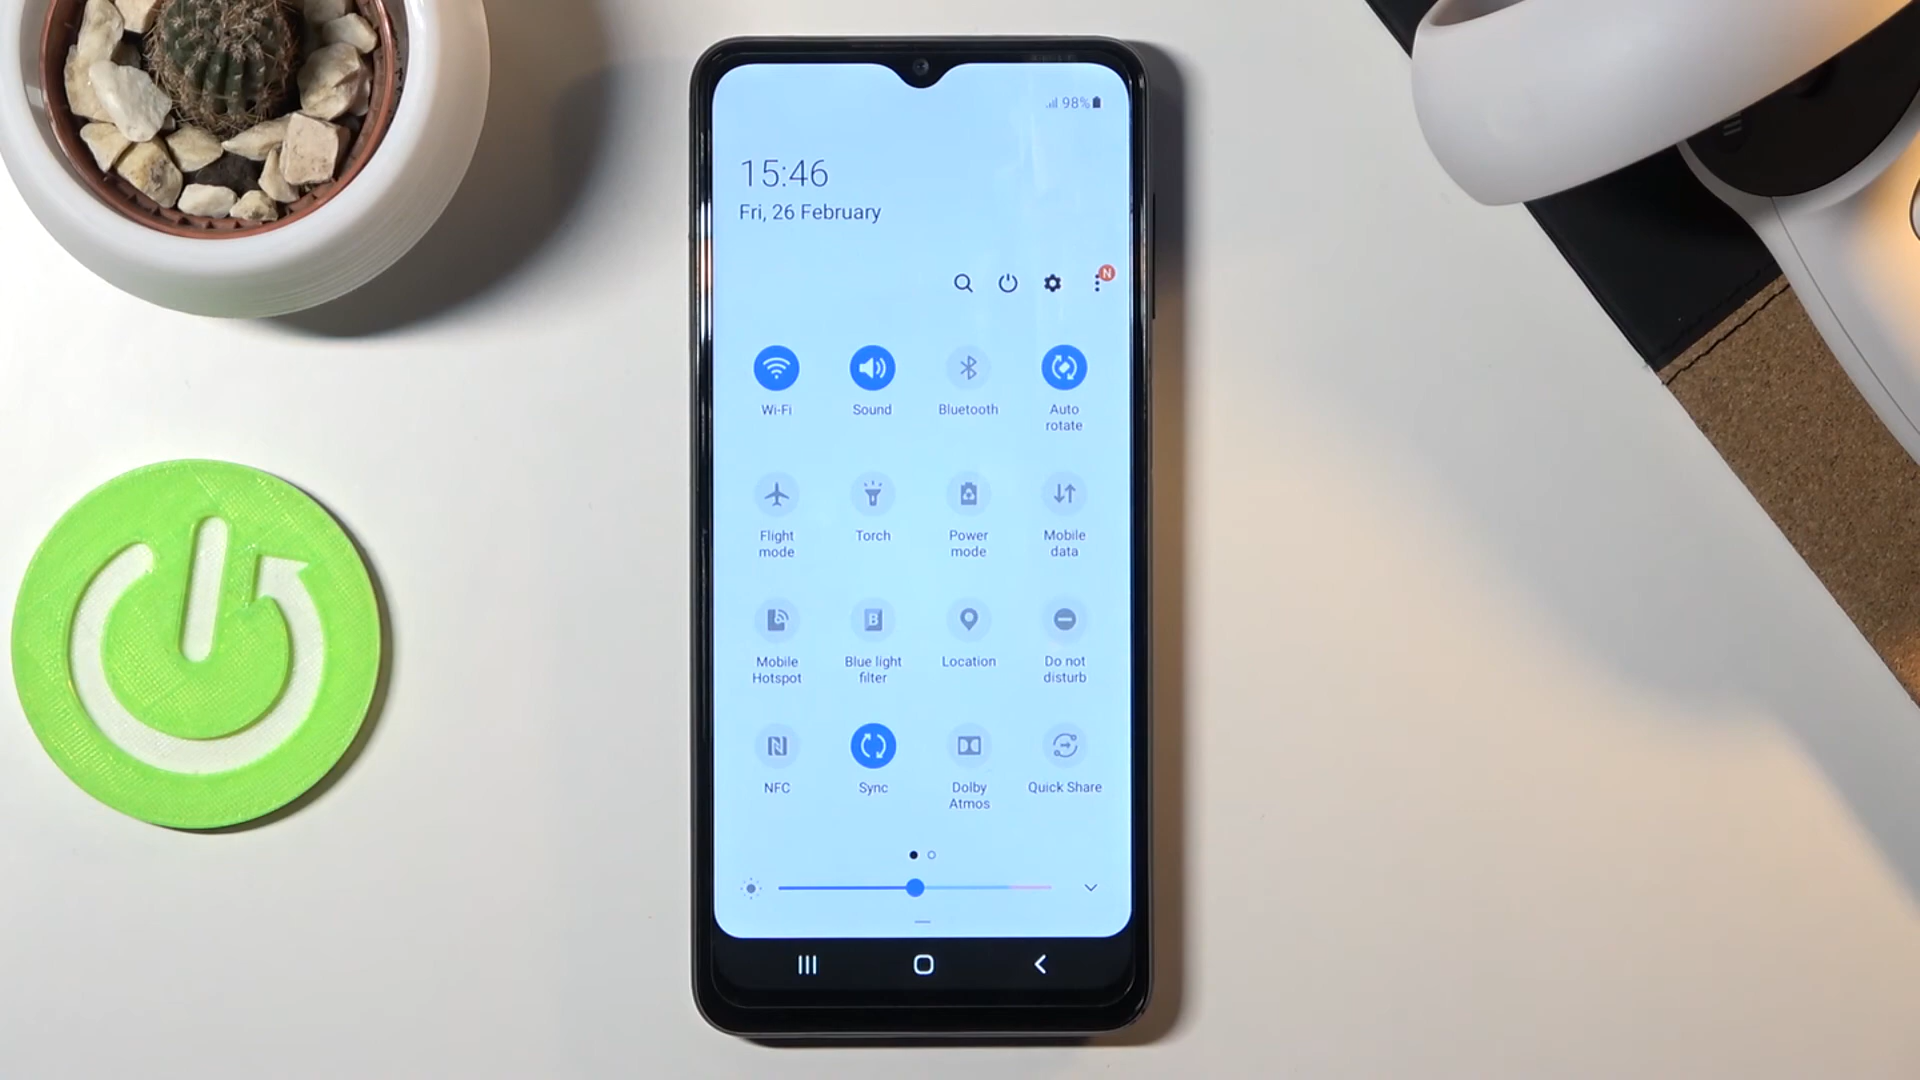 98%
15:46
Fri, 26 February
N
Wi-Fi
Sound
Bluetooth
Auto
rotate
Flight
mode
Torch
Power
mode
Mobile
data
Mobile
Hotspot
B
Blue light
filter
Location
Do not
disturb
NFC
Sync
Dolby
Atmos
Quick Share